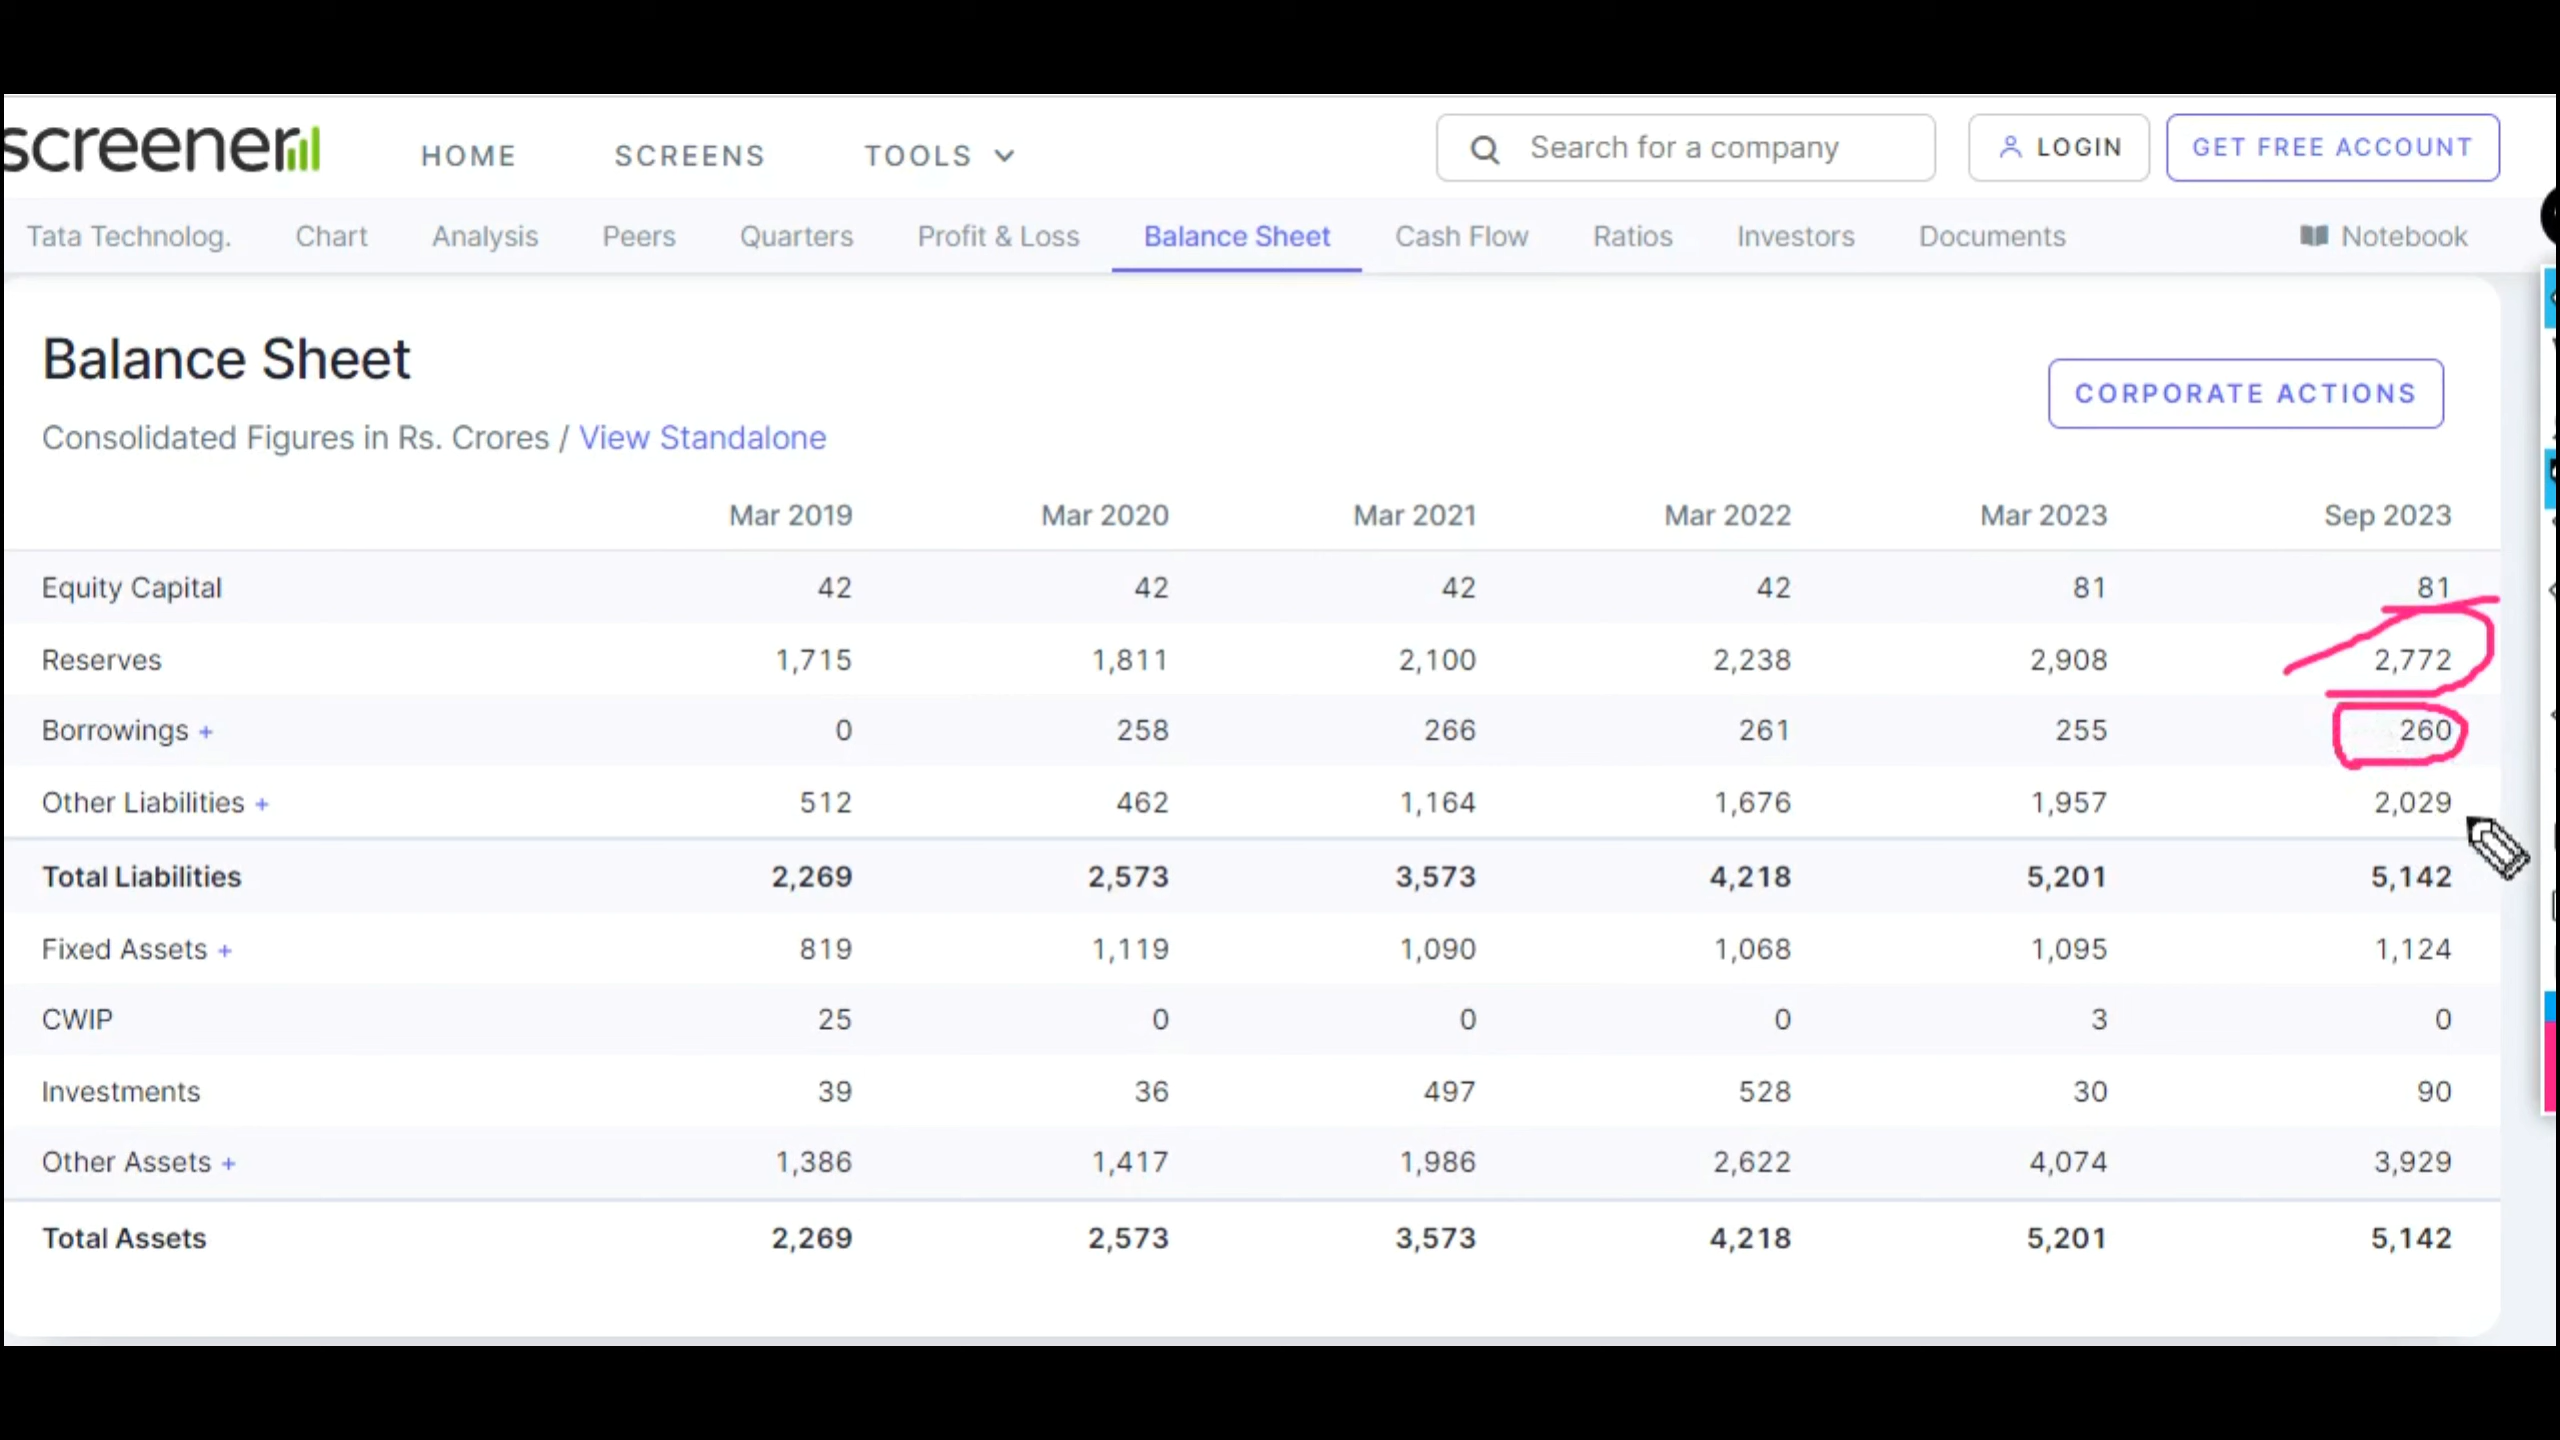 screener HOME SCREENS TOOLS Search for a company LOGIN GET FREE ACCOUNT
Tata Technolog. Chart Analysis Peers Quarters Profit & Loss Balance Sheet Cash Flow Ratios Investors Documents Notebook
Balance Sheet
CORPORATE ACTIONS
Consolidated Figures in Rs. Crores / View Standalone
Mar 2019 Mar 2020 Mar 2021 Mar 2022 Mar 2023 Sep 2023
Equity Capital 42 42 42 42 81 81
Reserves 1,715 1,811 2,100 2,238 2,908 2,772
Borrowings + 0 258 266 261 255 260
Other Liabilities + 512 462 1,164 1,676 1,957 2,029
Total Liabilities 2,269 2,573 3,573 4,218 5,201 5,142
Fixed Assets + 819 1,119 1,090 1,068 1,095 1,124
CWIP 25 0 0 0 3 0
Investments 39 36 497 528 30 90
Other Assets + 1,386 1,417 1,986 2,622 4,074 3,929
Total Assets 2,269 2,573 3,573 4,218 5,201 5,142